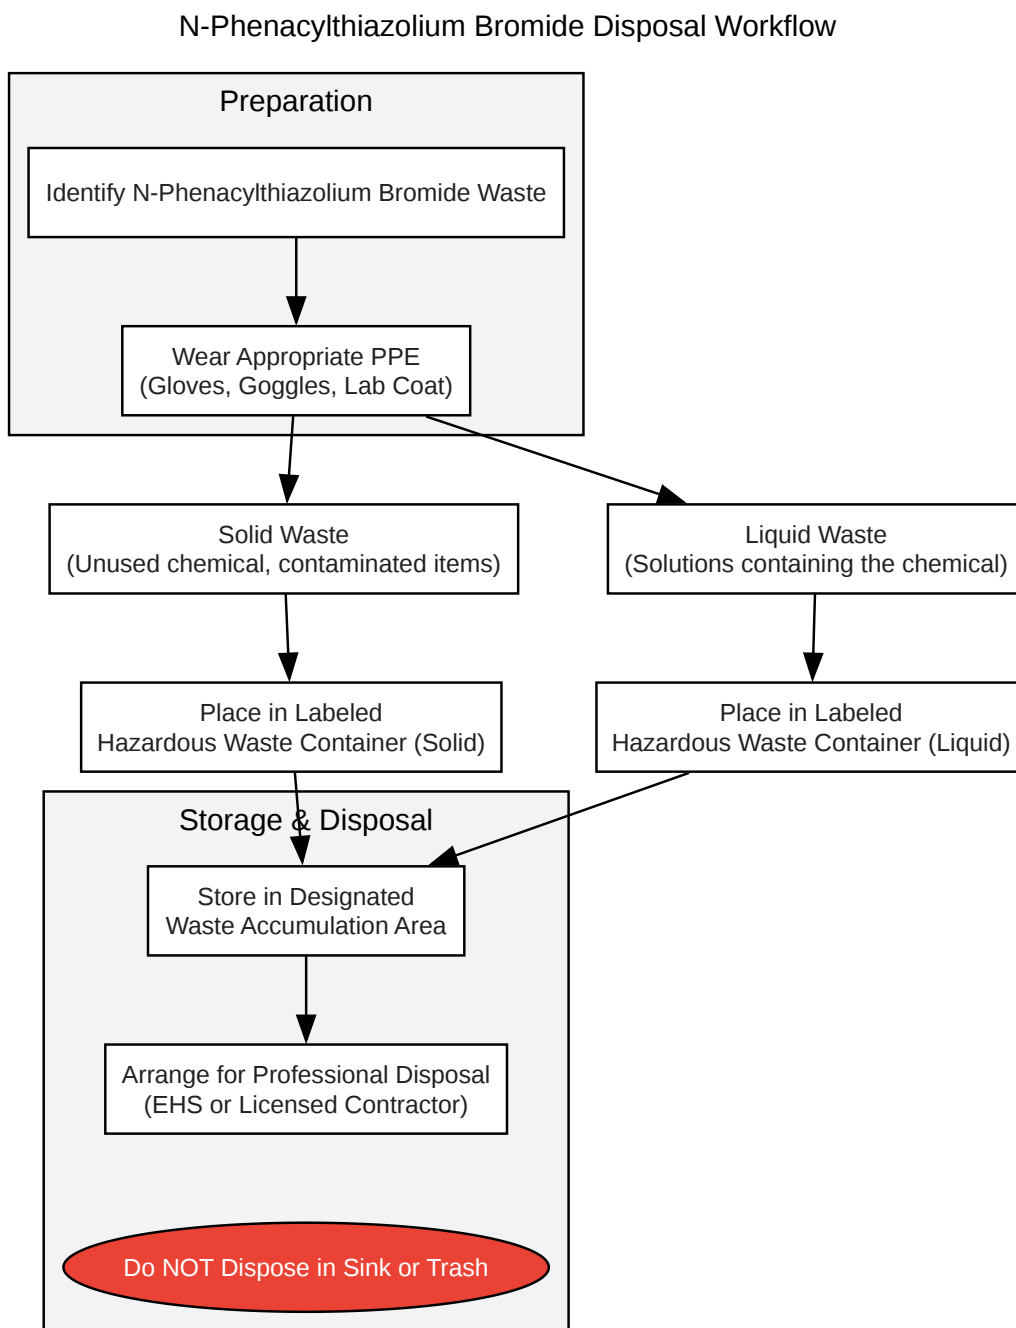 N-Phenacylthiazolium Bromide Disposal Workflow
Preparation
Identify N-Phenacylthiazolium Bromide Waste
Wear Appropriate PPE
(Gloves, Goggles, Lab Coat)
Solid Waste
(Unused chemical, contaminated items)
Liquid Waste
(Solutions containing the chemical)
Place in Labeled
Hazardous Waste Container (Solid)
Place in Labeled
Hazardous Waste Container (Liquid)
Storage & Disposal
Store in Designated
Waste Accumulation Area
Arrange for Professional Disposal
(EHS or Licensed Contractor)
Do NOT Dispose in Sink or Trash